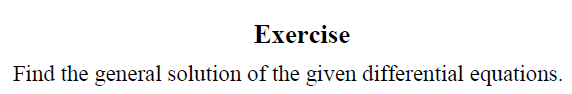 Exercise
Find the general solution of the given differential equations.